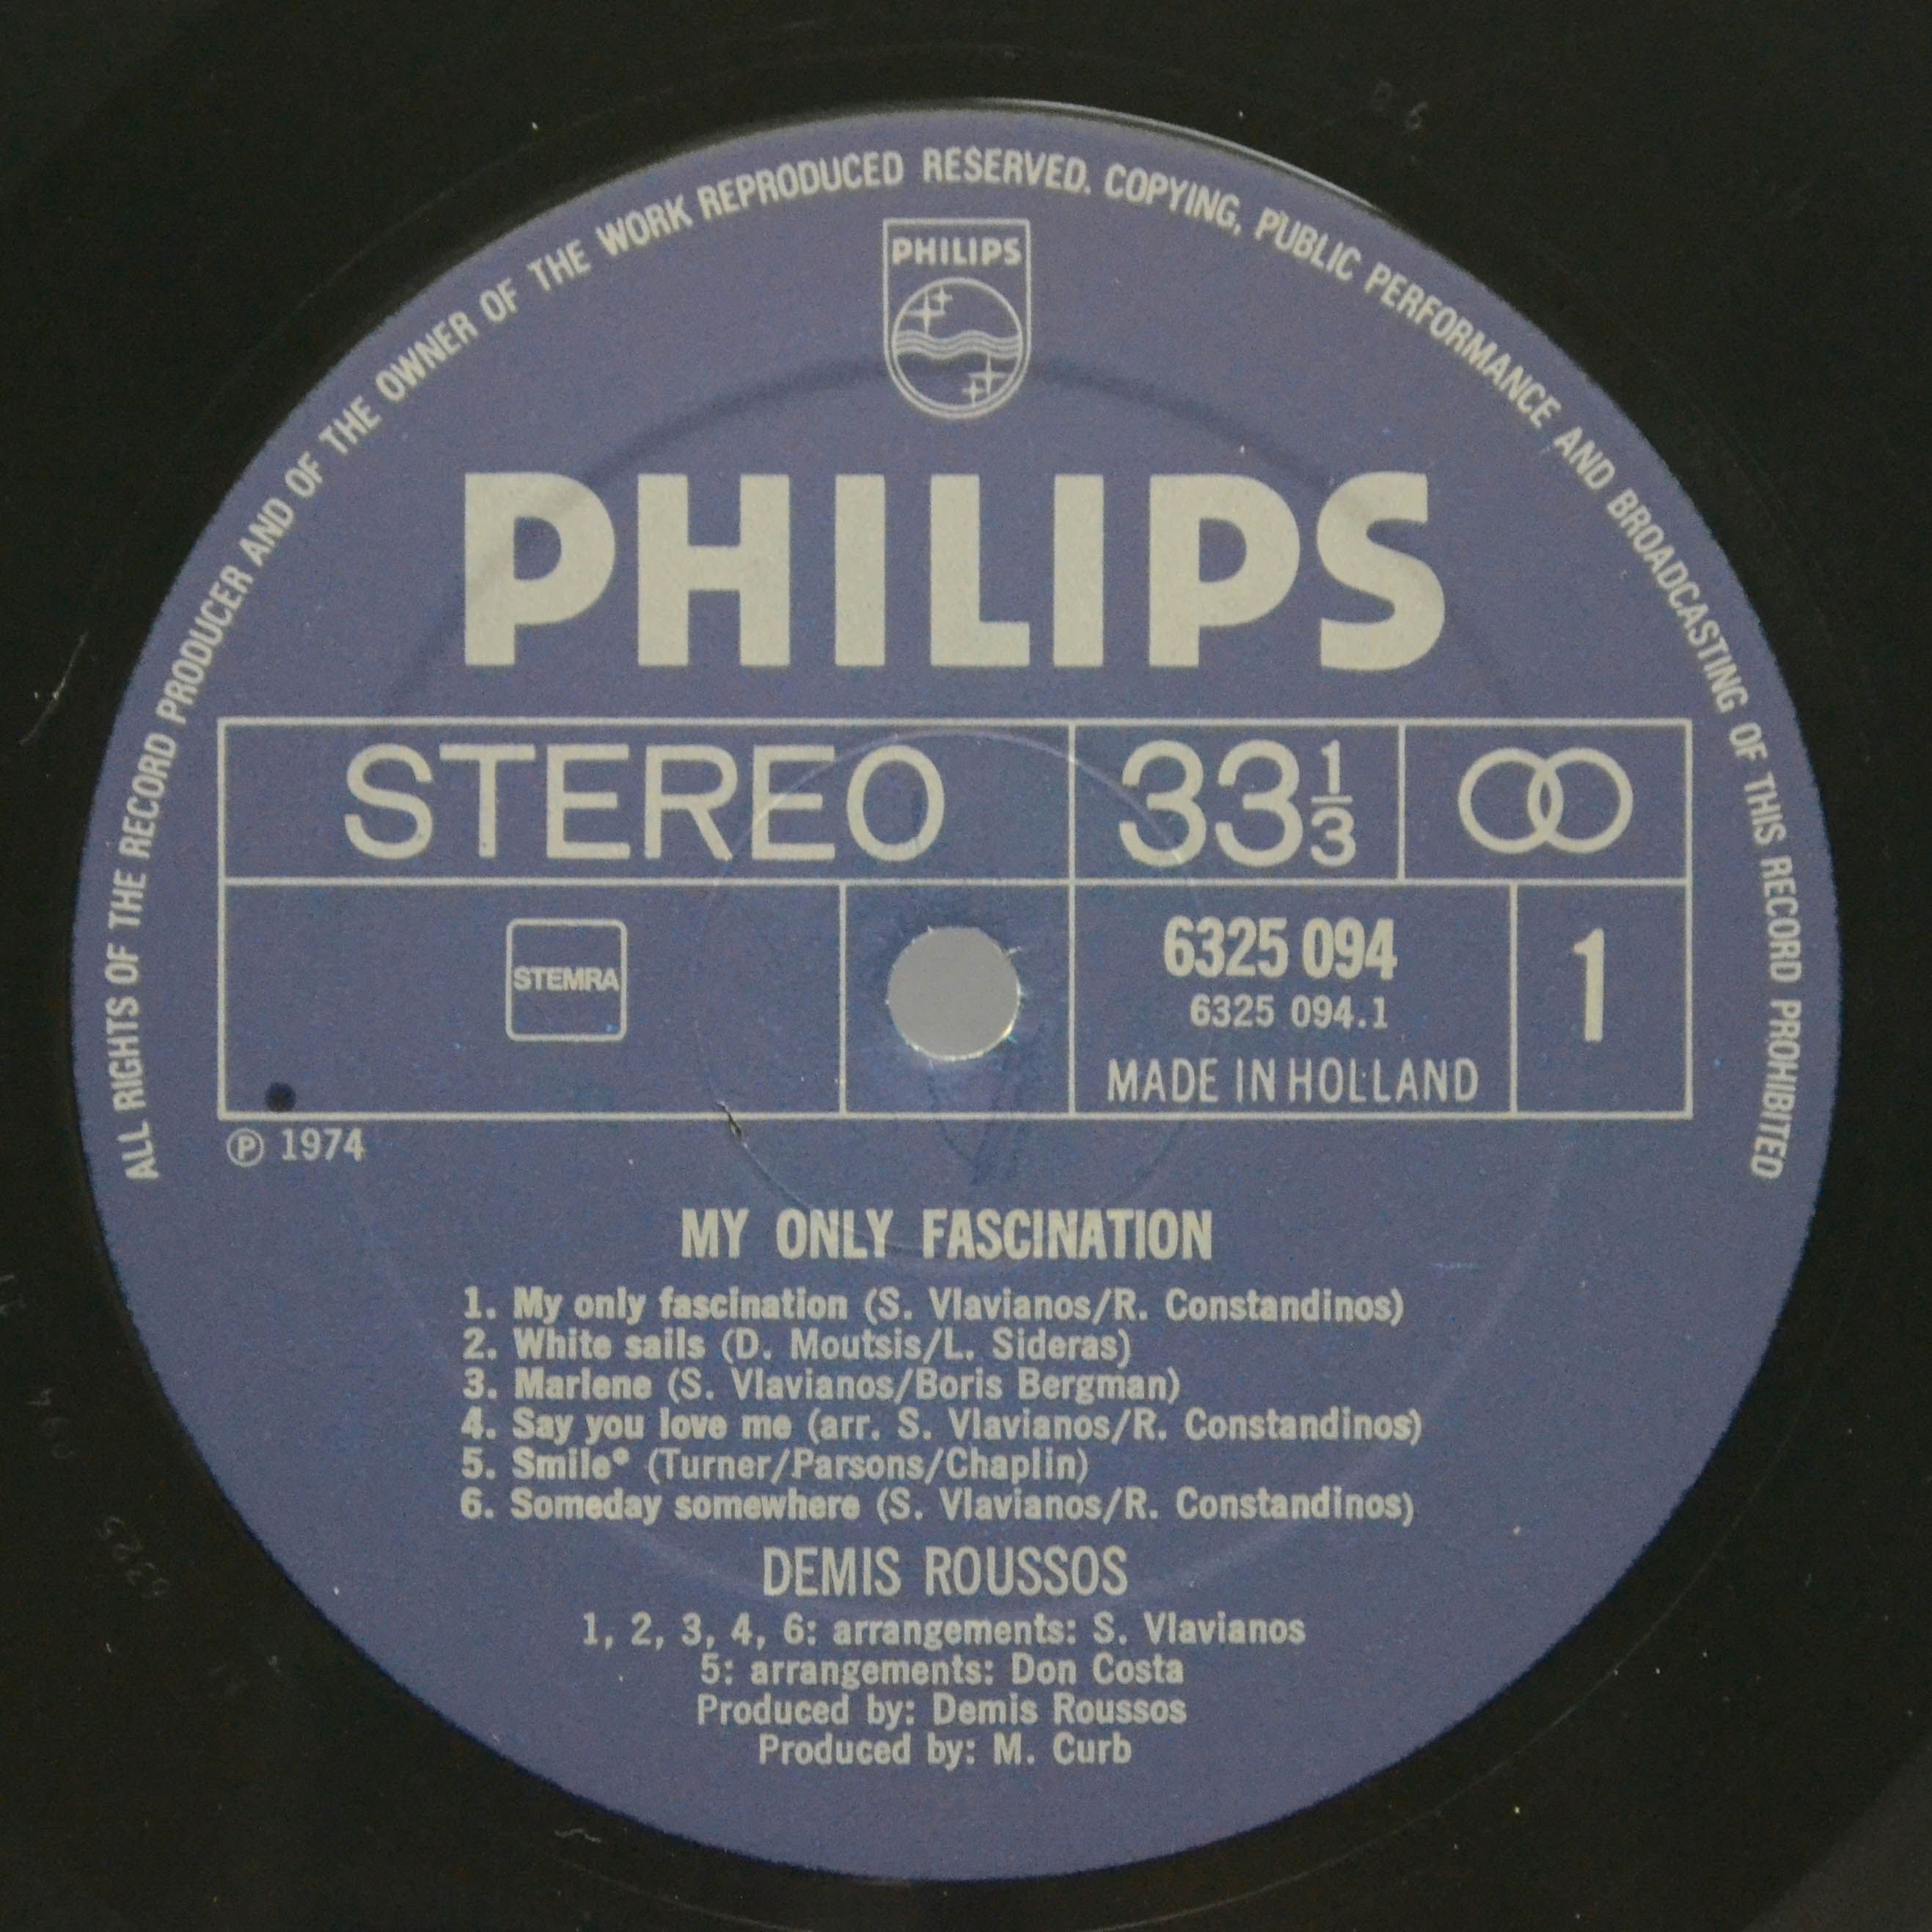 ALL RIGHTS OF THE RECORD PRODUCER AND OF THE OWNER OF THE WORK REPRODUCED RESERVED. COPYING, PUBLIC PERFORMANCE AND BROADCASTING OF THIS RECORD PROHIBITED
PHILIPS
PHILIPS
STEREO 33 1/3
STEMRA
6325 094 1
6325 094.1
MADE IN HOLLAND
Ⓟ 1974
MY ONLY FASCINATION
1. My only fascination (S. Vlavianos/R. Constandinos)
2. White sails (D. Moutsis/L. Sideras)
3. Marlene (S. Vlavianos/Boris Bergman)
4. Say you love me (arr. S. Vlavianos/R. Constandinos)
5. Smile* (Turner/Parsons/Chaplin)
6. Someday somewhere (S. Vlavianos/R. Constandinos)
DEMIS ROUSSOS
1, 2, 3, 4, 6: arrangements: S. Vlavianos
5: arrangements: Don Costa
Produced by: Demis Roussos
Produced by: M. Curb